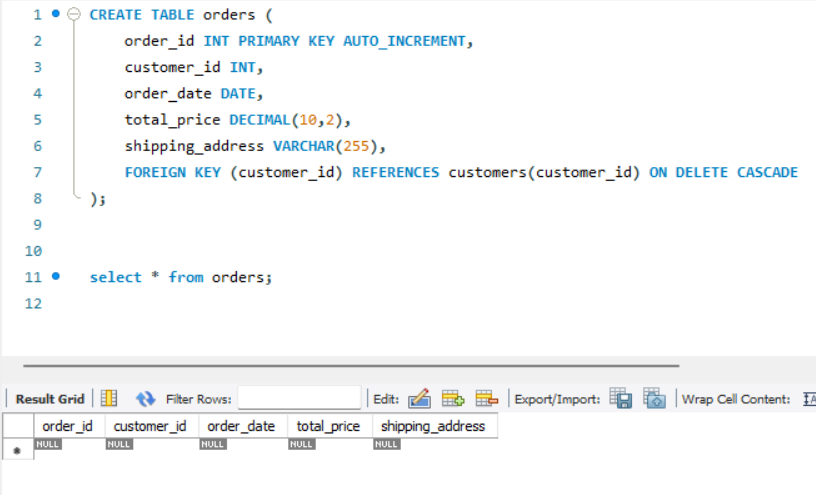 1 CREATE TABLE orders (
2 order_id INT PRIMARY KEY AUTO_INCREMENT,
3 customer_id INT,
4 order_date DATE,
5 total_price DECIMAL(10,2),
6 shipping_address VARCHAR(255),
7 FOREIGN KEY (customer_id) REFERENCES customers(customer_id) ON DELETE CASCADE
8 );
9
10
11 select * from orders;
12
Result Grid Filter Rows: Edit: Export/Import: Wrap Cell Content:
order_id customer_id order_date total_price shipping_address
NULL NULL NULL NULL NULL